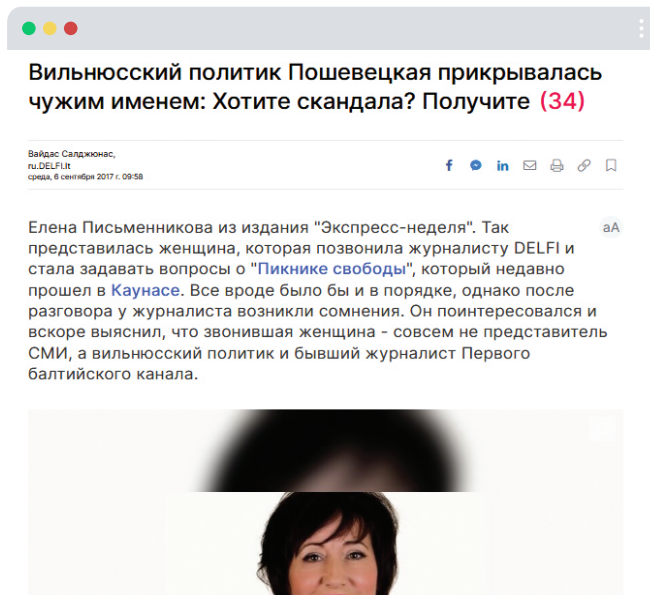 Вильнюсский политик Пошевецкая прикрывалась
чужим именем: Хотите скандала? Получите (34)
Вайдас Салджюнас,
ru.DELFI.lt
среда, 6 сентября 2017 г. 09:58
Елена Письменникова из издания "Экспресс-неделя". Так
aA
представилась женщина, которая позвонила журналисту DELFI и
стала задавать вопросы о "Пикнике свободы", который недавно
прошел в Каунасе. Все вроде было бы и в порядке, однако после
разговора у журналиста возникли сомнения. Он поинтересовался и
вскоре выяснил, что звонившая женщина - совсем не представитель
СМИ, а вильнюсский политик и бывший журналист Первого
балтийского канала.